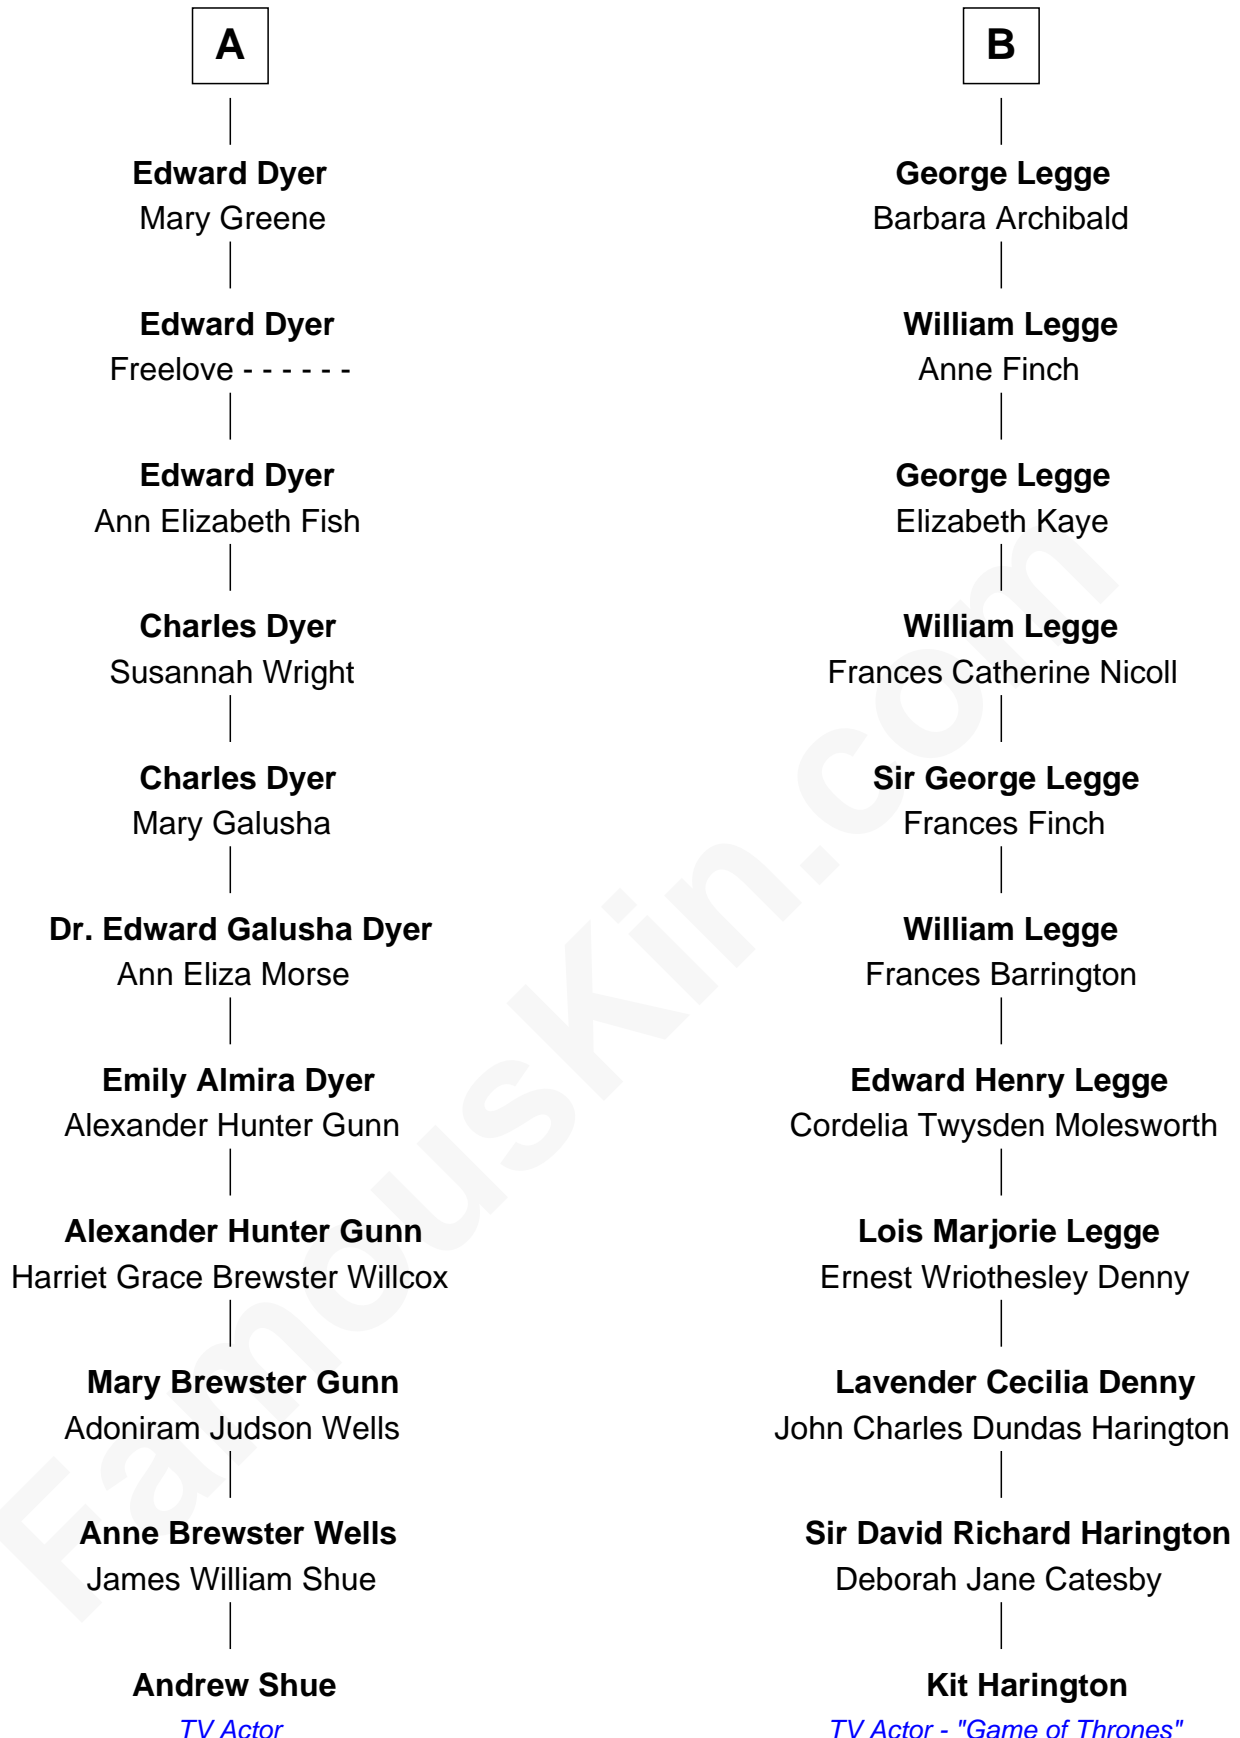 A
Edward Dyer
Mary Greene
Edward Dyer
Freelove - - - - - -
Edward Dyer
Ann Elizabeth Fish
Charles Dyer
Susannah Wright
Charles Dyer
Mary Galusha
Dr. Edward Galusha Dyer
Ann Eliza Morse
Emily Almira Dyer
Alexander Hunter Gunn
Alexander Hunter Gunn
Harriet Grace Brewster Willcox
Mary Brewster Gunn
Adoniram Judson Wells
Anne Brewster Wells
James William Shue
Andrew Shue
TV Actor
B
George Legge
Barbara Archibald
William Legge
Anne Finch
George Legge
Elizabeth Kaye
William Legge
Frances Catherine Nicoll
Sir George Legge
Frances Finch
William Legge
Frances Barrington
Edward Henry Legge
Cordelia Twysden Molesworth
Lois Marjorie Legge
Ernest Wriothesley Denny
Lavender Cecilia Denny
John Charles Dundas Harington
Sir David Richard Harington
Deborah Jane Catesby
Kit Harington
TV Actor - "Game of Thrones"
FamousKin.com